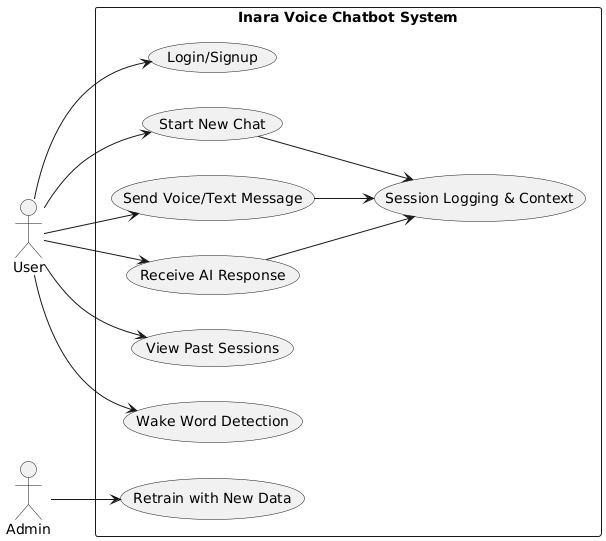 Inara Voice Chatbot System
Login/Signup
Start New Chat
Send Voice/Text Message
Session Logging & Context
User
Receive AI Response
View Past Sessions
Wake Word Detection
Retrain with New Data
Admin